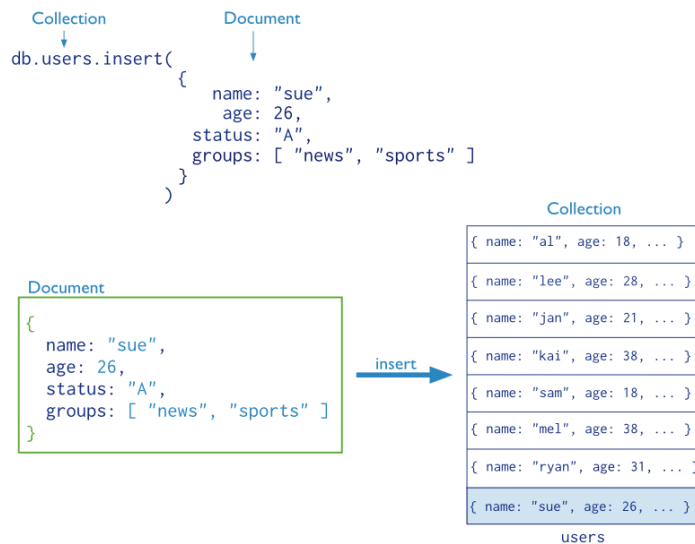 Collection
Document
db.users.insert(
{
name: "sue",
age: 26,
status: "A",
groups: [ "news", "sports" ]
}
)
Document
{
name: "sue",
age: 26,
status: "A",
groups: [ "news", "sports" ]
}
insert
Collection
{ name: "al", age: 18, ... }
{ name: "lee", age: 28, ... }
{ name: "jan", age: 21, ... }
{ name: "kai", age: 38, ... }
{ name: "sam", age: 18, ... }
{ name: "mel", age: 38, ... }
{ name: "ryan", age: 31, ... }
{ name: "sue", age: 26, ... }
users